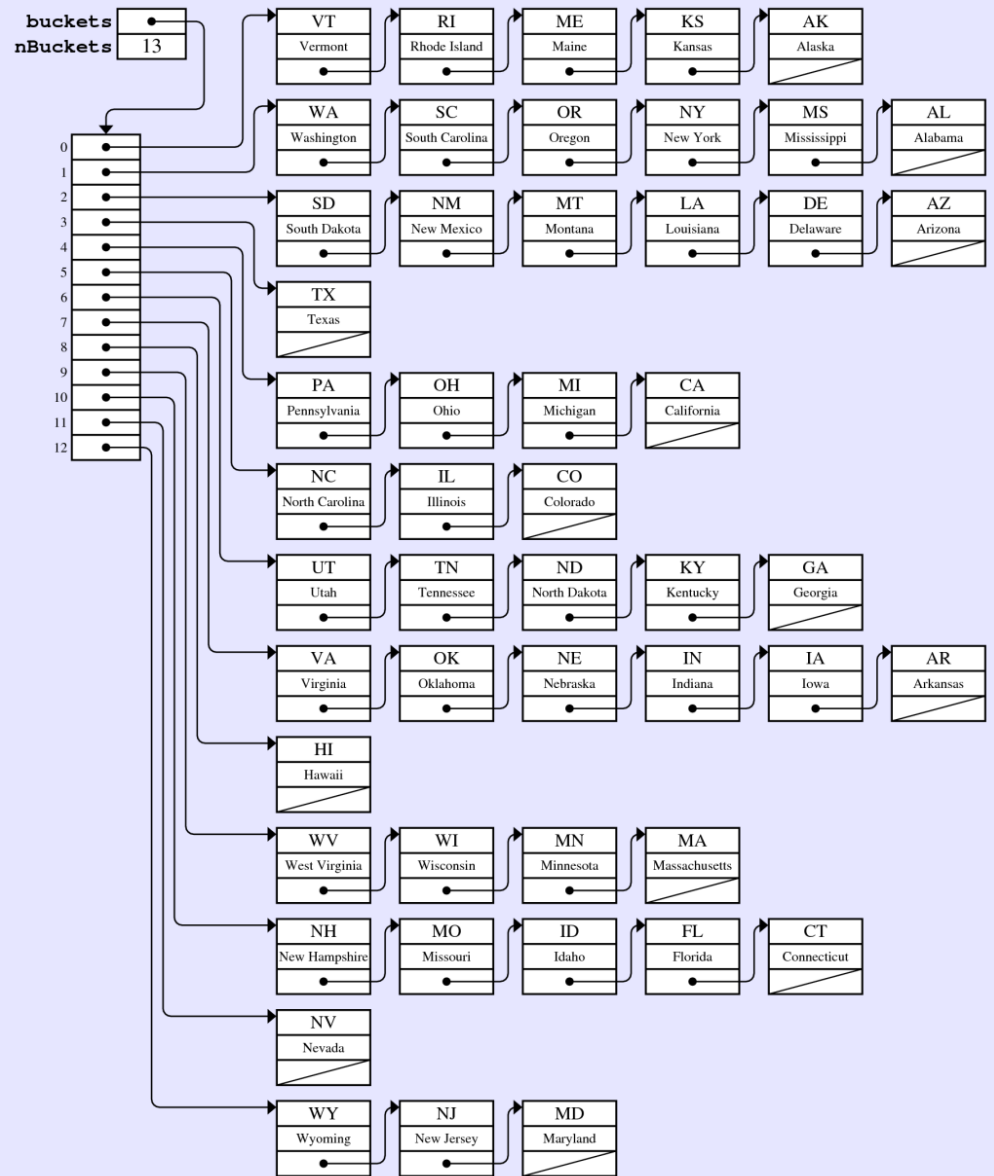 buckets
nBuckets 13
VT RI ME KS AK
Vermont Rhode Island Maine Kansas Alaska
WA SC OR NY MS AL
Washington South Carolina Oregon New York Mississippi Alabama
0
1
2
3
4
5
6
7
8
9
10
11
12
SD NM MT LA DE AZ
South Dakota New Mexico Montana Louisiana Delaware Arizona
TX
Texas
PA OH MI CA
Pennsylvania Ohio Michigan California
NC IL CO
North Carolina Illinois Colorado
UT TN ND KY GA
Utah Tennessee North Dakota Kentucky Georgia
VA OK NE IN IA AR
Virginia Oklahoma Nebraska Indiana Iowa Arkansas
HI
Hawaii
WV WI MN MA
West Virginia Wisconsin Minnesota Massachusetts
NH MO ID FL CT
New Hampshire Missouri Idaho Florida Connecticut
NV
Nevada
WY NJ MD
Wyoming New Jersey Maryland